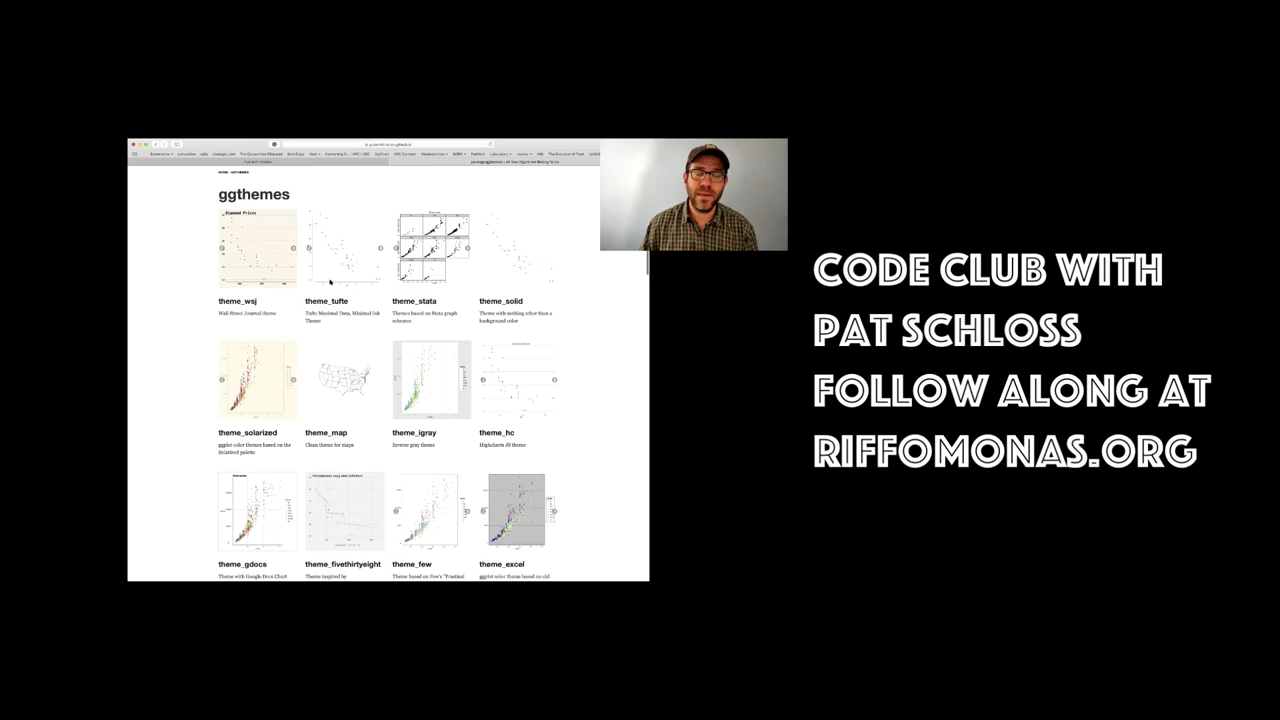 HOME › GGTHEMES
ggthemes
Diamond Prices
theme_wsj
Wall Street Journal theme
theme_tufte
Tufte Maximal Data, Minimal Ink
Theme
theme_stata
Themes based on Stata graph
schemes
theme_solid
Theme with nothing other than a
background color
theme_solarized
ggplot color themes based on the
Solarized palette
theme_map
Clean theme for maps
theme_igray
Inverse gray theme
theme_hc
Highcharts JS theme
theme_gdocs
Theme with Google Docs Chart
theme_fivethirtyeight
Theme inspired by
theme_few
Theme based on Few's "Practical
theme_excel
ggplot color theme based on old
CODE CLUB WITH
PAT SCHLOSS
FOLLOW ALONG AT
RIFFOMONAS.ORG